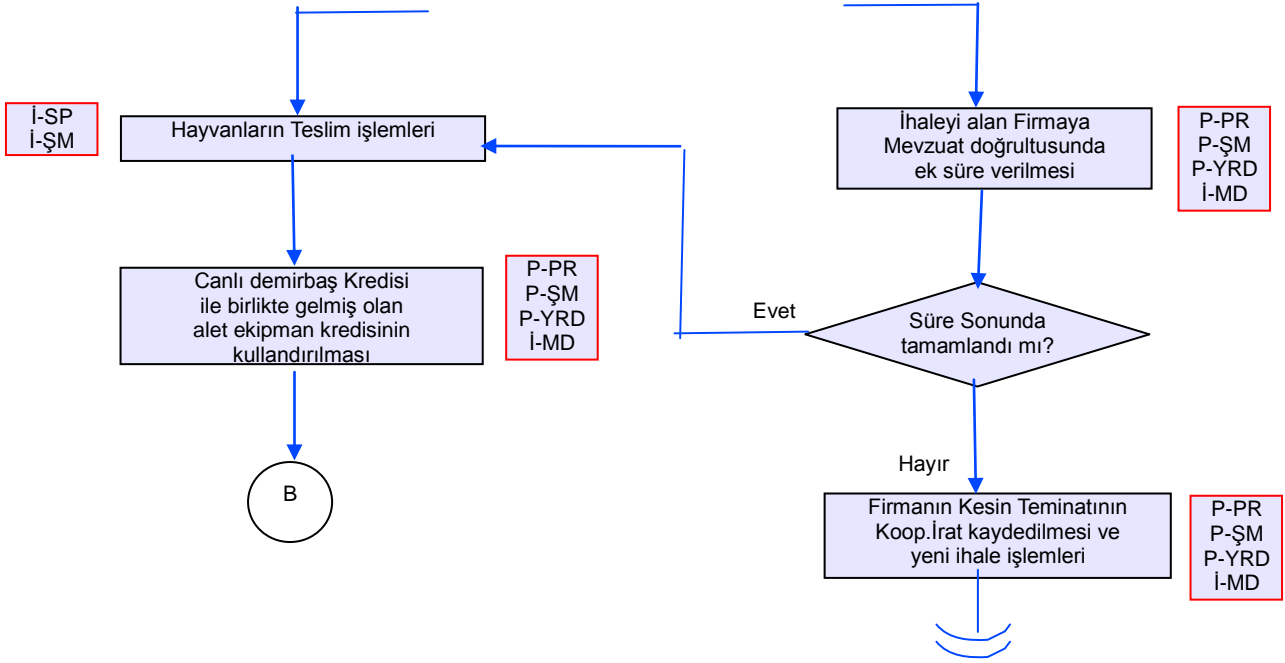 İ-SP
İ-ŞM
Hayvanların Teslim işlemleri
İhaleyi alan Firmaya
Mevzuat doğrultusunda
ek süre verilmesi
P-PR
P-ŞM
P-YRD
İ-MD
Canlı demirbaş Kredisi
ile birlikte gelmiş olan
alet ekipman kredisinin
kullandırılması
P-PR
P-ŞM
P-YRD
İ-MD
Evet
Süre Sonunda
tamamlandı mı?
Hayır
B
Firmanın Kesin Teminatının
Koop.İrat kaydedilmesi ve
yeni ihale işlemleri
P-PR
P-ŞM
P-YRD
İ-MD